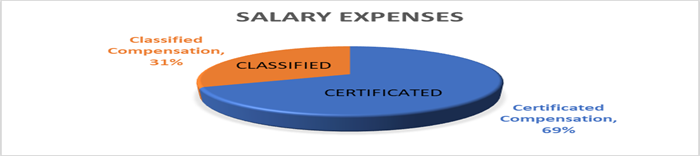 SALARY EXPENSES
Classified
Compensation,
31%
CLASSIFIED
CERTIFICATED
Certificated
Compensation,
69%